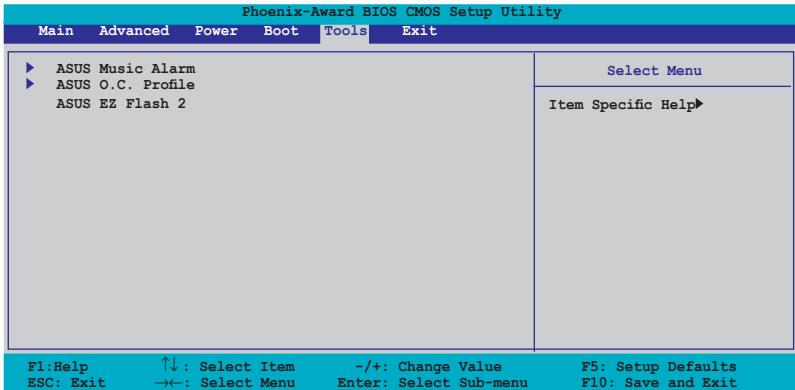 Phoenix-Award BIOS CMOS Setup Utility
Main Advanced Power Boot Tools Exit
ASUS Music Alarm
ASUS O.C. Profile
ASUS EZ Flash 2
Select Menu
Item Specific Help
F1:Help ↑↓: Select Item -/+: Change Value F5: Setup Defaults
ESC: Exit →←: Select Menu Enter: Select Sub-menu F10: Save and Exit